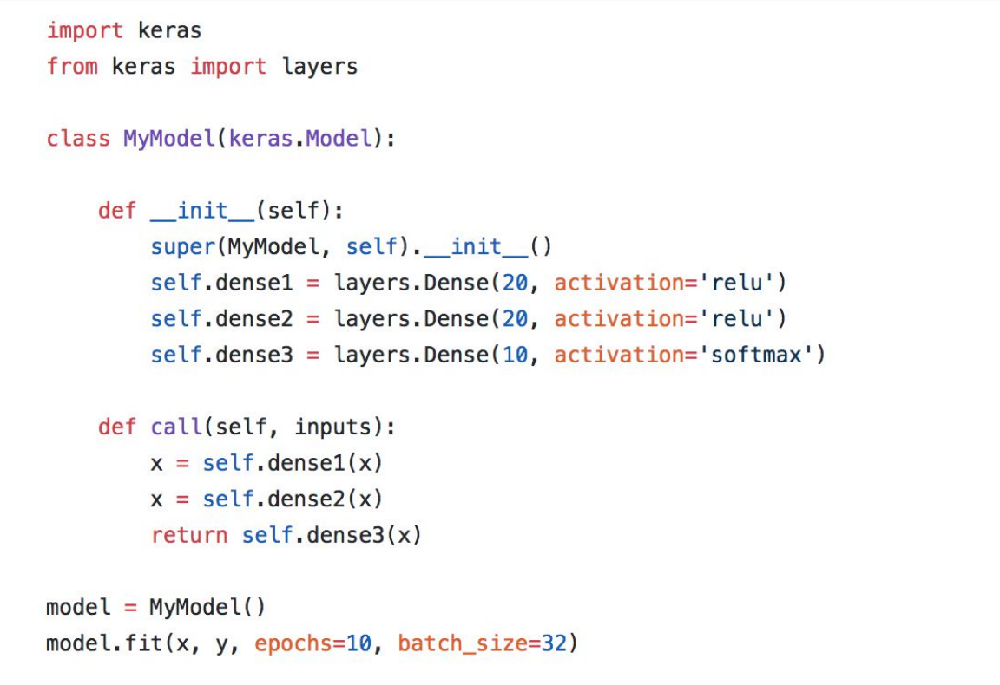 import keras
from keras import layers
class MyModel(keras.Model):
def __init__(self):
super(MyModel, self).__init__()
self.dense1 = layers.Dense(20, activation='relu')
self.dense2 = layers.Dense(20, activation='relu')
self.dense3 = layers.Dense(10, activation='softmax')
def call(self, inputs):
x = self.dense1(x)
x = self.dense2(x)
return self.dense3(x)
model = MyModel()
model.fit(x, y, epochs=10, batch_size=32)